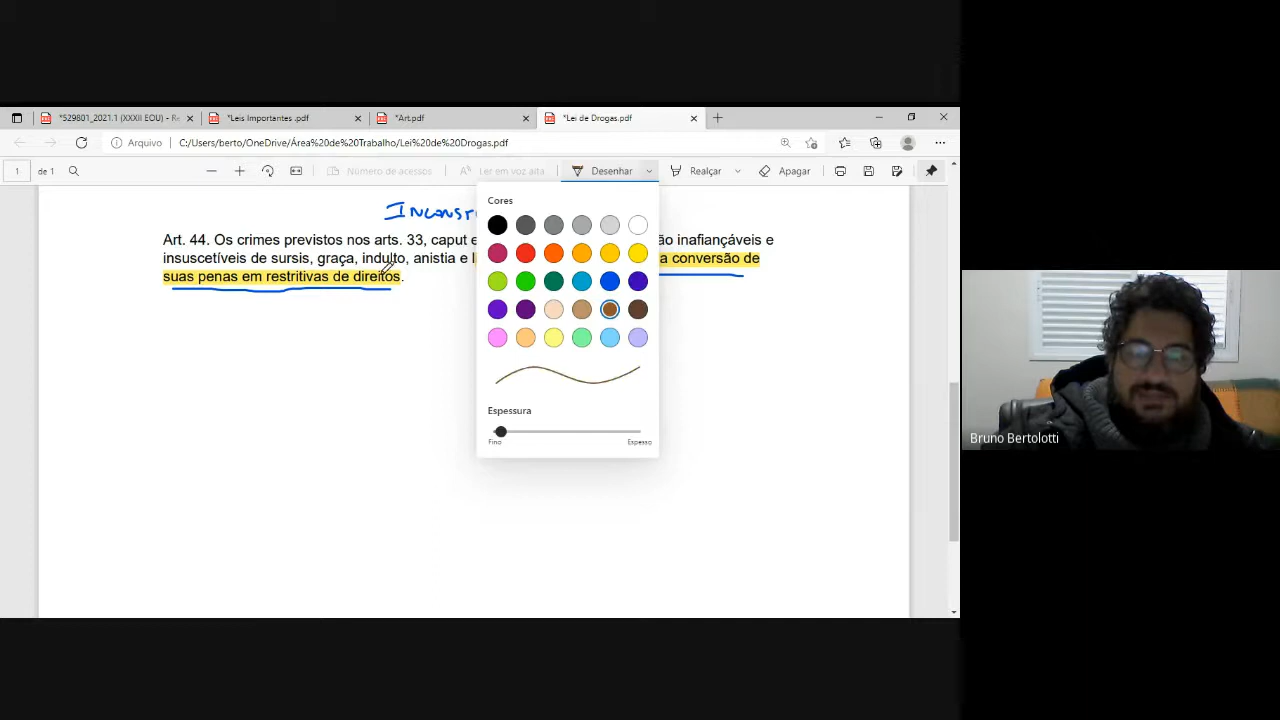 *529801_2021.1 (XXXII EOU) - Re
*Leis Importantes .pdf
*Art.pdf
*Lei de Drogas.pdf
Arquivo
C:/Users/berto/OneDrive/Área%20de%20Trabalho/Lei%20de%20Drogas.pdf
1 de 1
Número de acessos
Ler em voz alta
Desenhar
Realçar
Apagar
Cores
Inconst
Art. 44. Os crimes previstos nos arts. 33, caput e ão inafiançáveis e
insuscetíveis de sursis, graça, indulto, anistia e a conversão de
suas penas em restritivas de direitos.
Espessura
Fino Espesso
Bruno Bertolotti